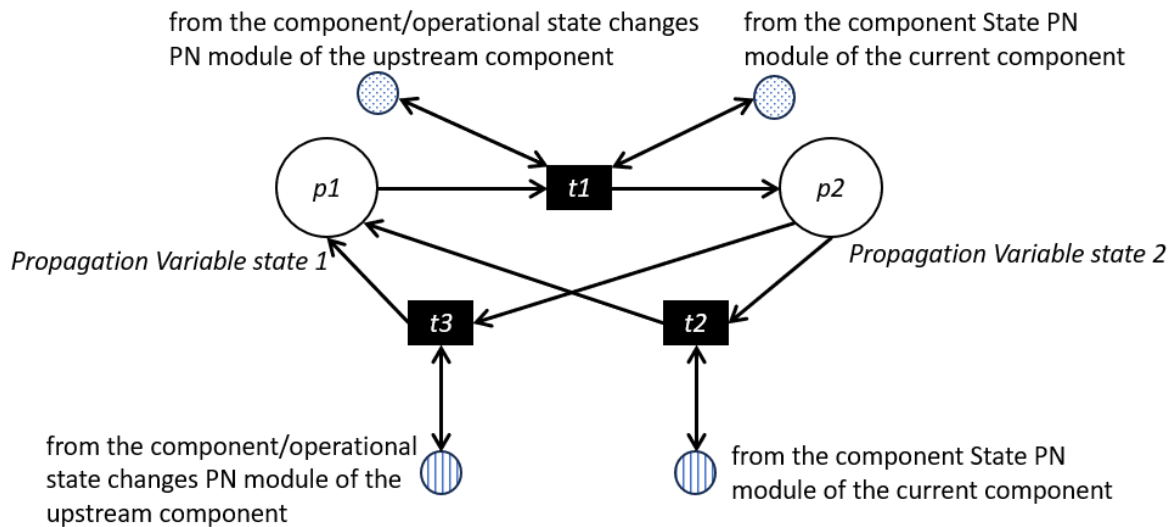 from the component/operational state changes
PN module of the upstream component
from the component State PN
module of the current component
p1
t1
p2
Propagation Variable state 1
Propagation Variable state 2
t3
t2
from the component/operational
state changes PN module of the
upstream component
from the component State PN
module of the current component